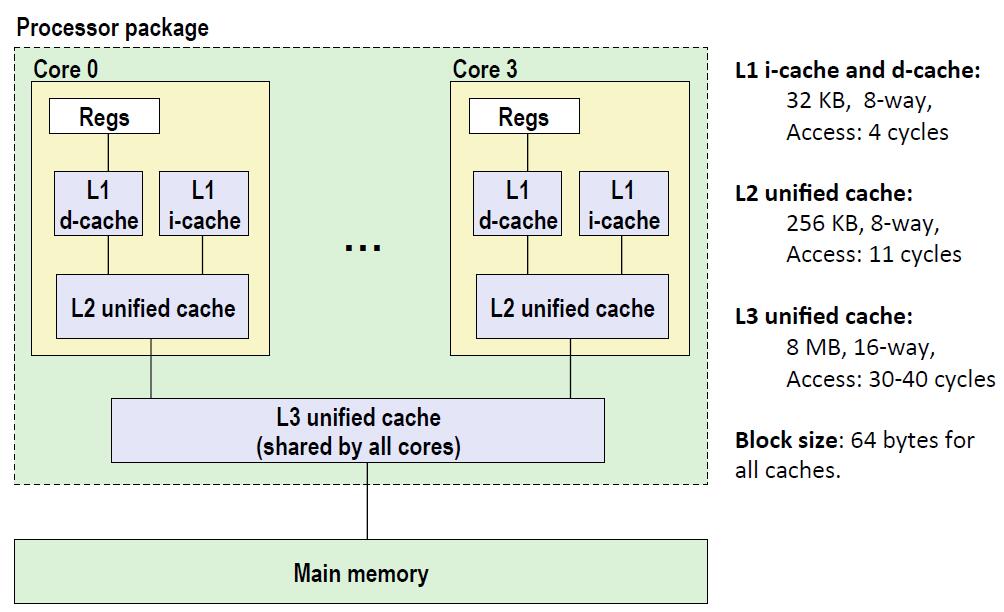 Processor package
Core 0
Regs
L1
d-cache
L1
i-cache
L2 unified cache
...
Core 3
Regs
L1
d-cache
L1
i-cache
L2 unified cache
L3 unified cache
(shared by all cores)
Main memory
L1 i-cache and d-cache:
32 KB, 8-way,
Access: 4 cycles
L2 unified cache:
256 KB, 8-way,
Access: 11 cycles
L3 unified cache:
8 MB, 16-way,
Access: 30-40 cycles
Block size: 64 bytes for
all caches.